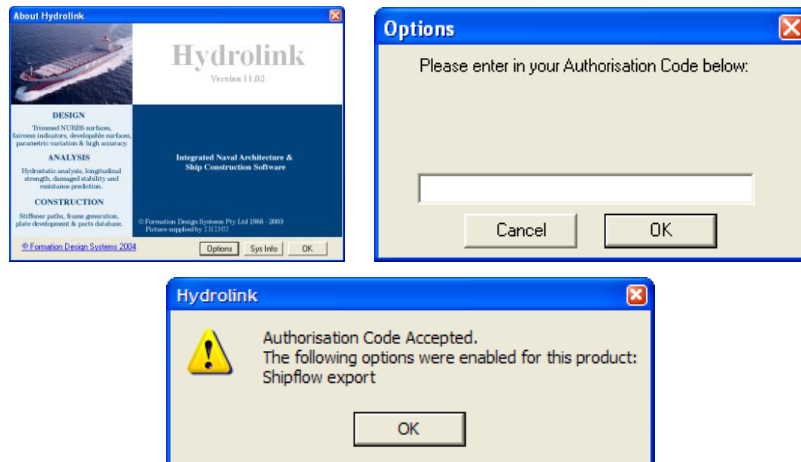 About Hydrolink
Hydrolink
Version 11.02
DESIGN
Trimmed NURBS surfaces,
fairness indicators, developable surfaces,
parametric variation & high accuracy.
ANALYSIS
Hydrostatic analysis, longitudinal
strength, damaged stability and
resistance prediction.
CONSTRUCTION
Stiffener paths, frame generation,
plate development & parts database.
Integrated Naval Architecture &
Ship Construction Software
© Formation Design Systems Pty Ltd 1988 - 2003
Picture supplied by
© Formation Design Systems 2004
Options
Sys Info
OK
Options
Please enter in your Authorisation Code below:
Cancel
OK
Hydrolink
Authorisation Code Accepted.
The following options were enabled for this product:
Shipflow export
OK